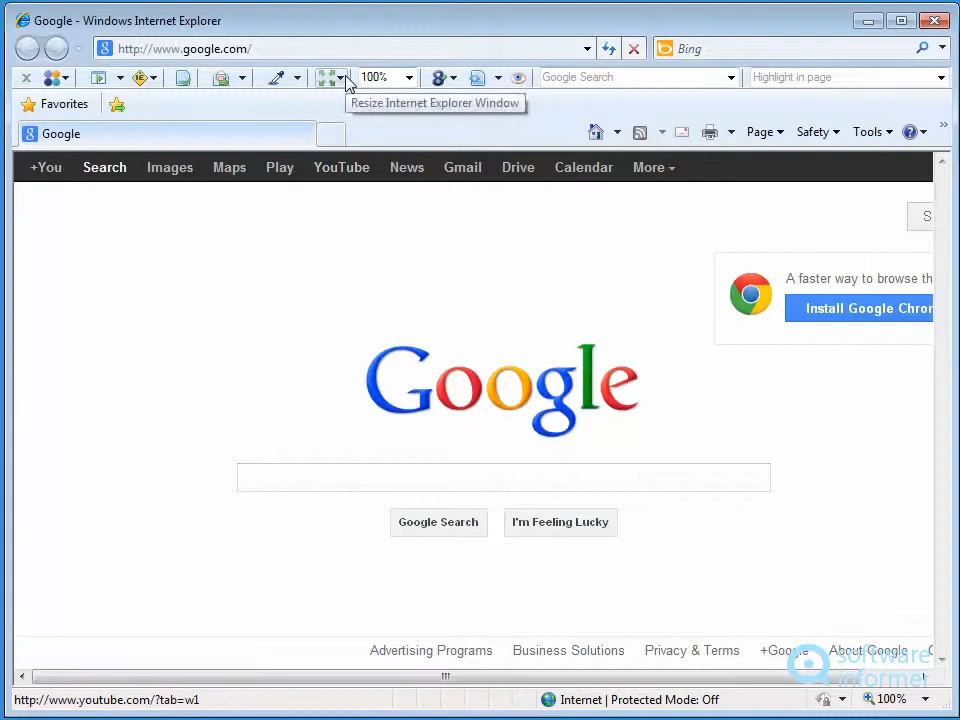 Google - Windows Internet Explorer
http://www.google.com/
Bing
100%
Google Search
Highlight in page
Favorites
Resize Internet Explorer Window
Google
Page
Safety
Tools
+You Search Images Maps Play YouTube News Gmail Drive Calendar More
S
A faster way to browse th
Install Google Chron
Google
Google Search
I'm Feeling Lucky
Advertising Programs Business Solutions Privacy & Terms +Google About Google
software
informer
http://www.youtube.com/?tab=w1
Internet | Protected Mode: Off
100%